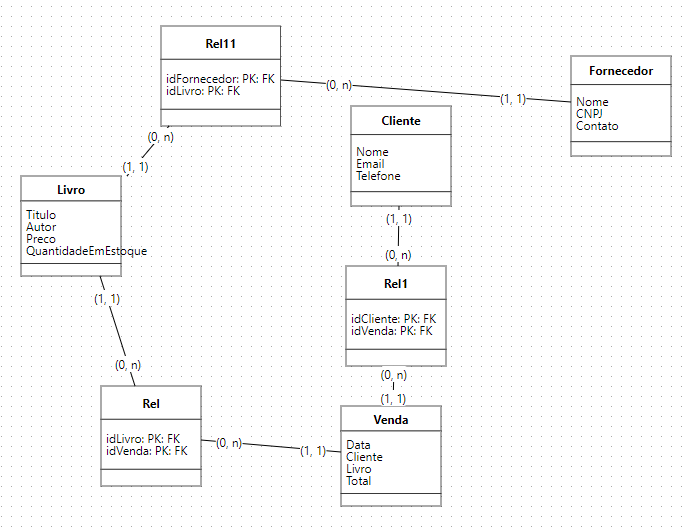 Rel11
idFornecedor: PK: FK
idLivro: PK: FK
(0, n)
(1, 1)
Fornecedor
Nome
CNPJ
Contato
(0, n)
(1, 1)
Cliente
Nome
Email
Telefone
Livro
Titulo
Autor
Preco
QuantidadeEmEstoque
(1, 1)
(0, n)
Rel1
idCliente: PK: FK
idVenda: PK: FK
(1, 1)
(0, n)
(0, n)
(1, 1)
Rel
idLivro: PK: FK
idVenda: PK: FK
(0, n)
(1, 1)
Venda
Data
Cliente
Livro
Total